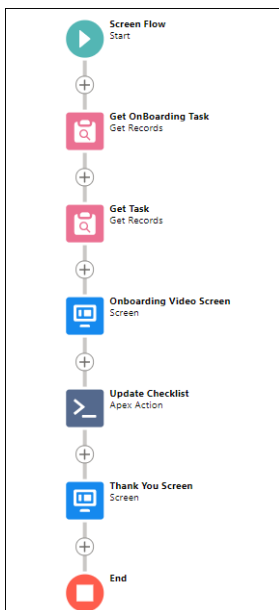 Screen Flow
Start
Get OnBoarding Task
Get Records
Get Task
Get Records
Onboarding Video Screen
Screen
Update Checklist
Apex Action
Thank You Screen
Screen
End